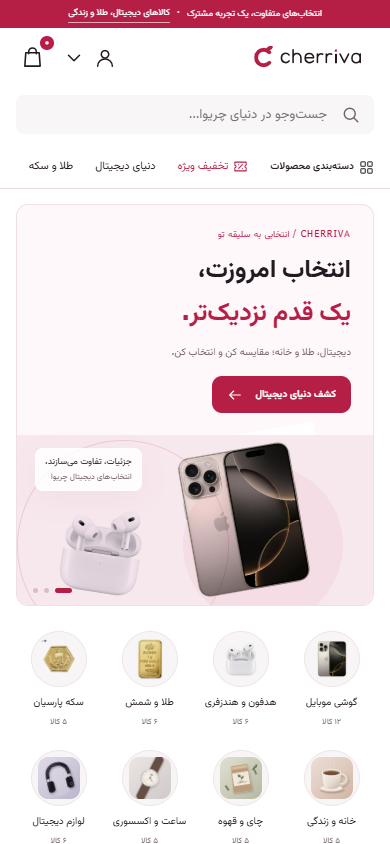 انتخاب‌های متفاوت، یک تجربه مشترک • کالاهای دیجیتال، طلا و زندگی
cherriva
جست‌وجو در دنیای چریوا...
دسته‌بندی محصولات
تخفیف ویژه
دنیای دیجیتال
طلا و سکه
CHERRIVA / انتخابی به سلیقه تو
انتخاب امروزت،
یک قدم نزدیک‌تر.
دیجیتال، طلا و خانه؛ مقایسه کن و انتخاب کن.
کشف دنیای دیجیتال
جزئیات، تفاوت می‌سازند.
انتخاب‌های دیجیتال چریوا
گوشی موبایل
۱۲ کالا
هدفون و هندزفری
۶ کالا
طلا و شمش
۶ کالا
سکه پارسیان
۵ کالا
خانه و زندگی
۵ کالا
چای و قهوه
۵ کالا
ساعت و اکسسوری
۵ کالا
لوازم دیجیتال
۶ کالا